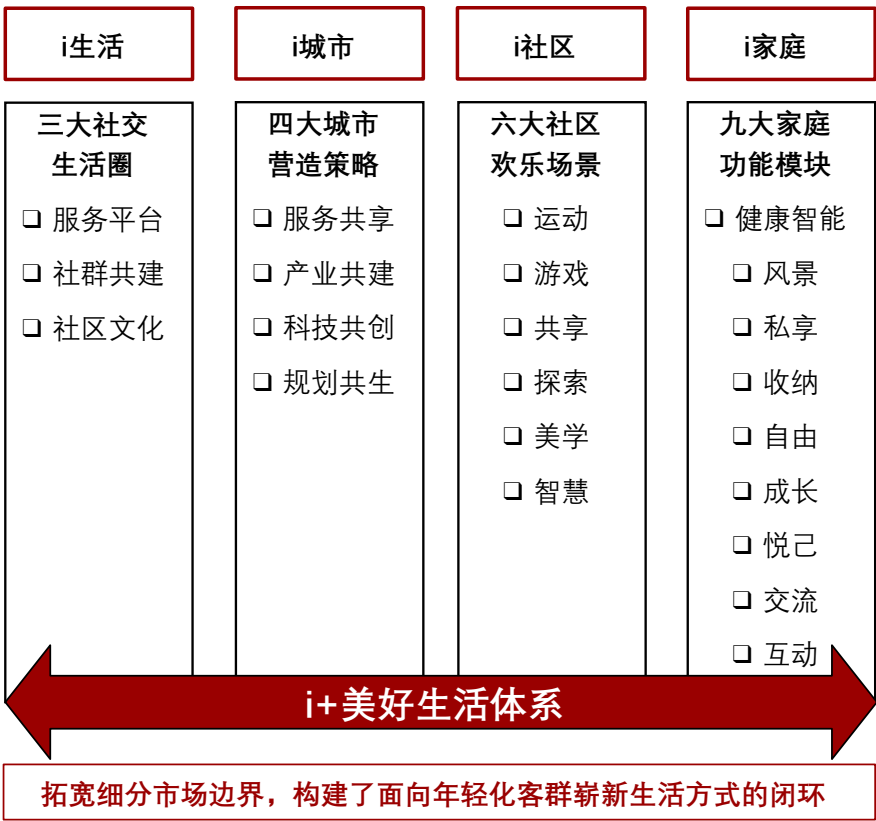 i生活
i城市
i社区
i家庭
三大社交
生活圈
服务平台
社群共建
社区文化
四大城市
营造策略
服务共享
产业共建
科技共创
规划共生
六大社区
欢乐场景
运动
游戏
共享
探索
美学
智慧
九大家庭
功能模块
健康智能
风景
私享
收纳
自由
成长
悦己
交流
互动
i+美好生活体系
拓宽细分市场边界，构建了面向年轻化客群崭新生活方式的闭环